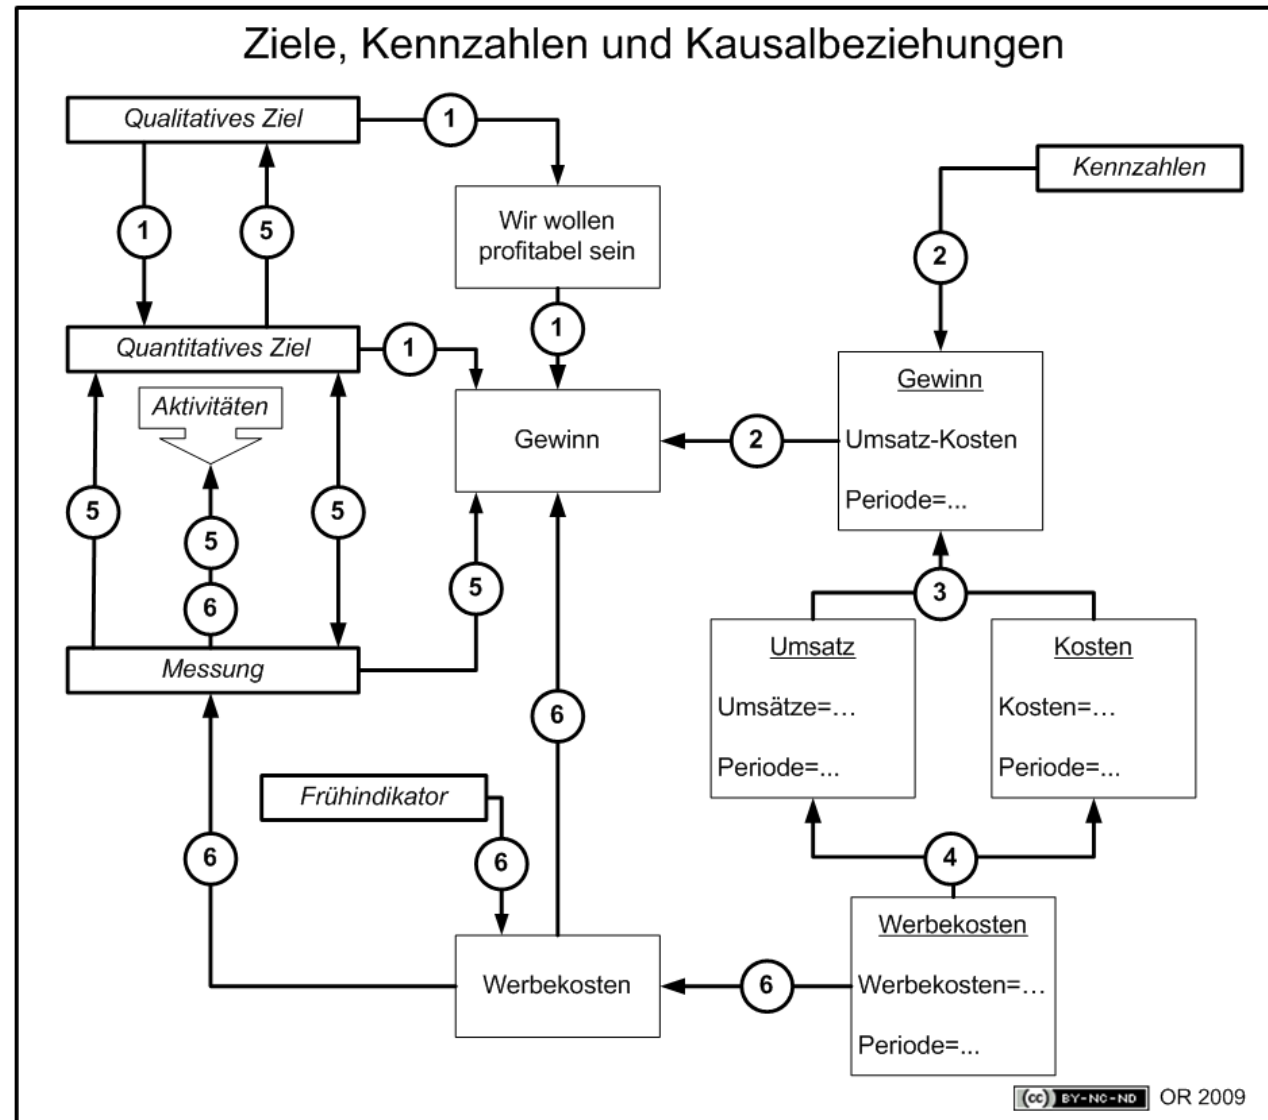 Ziele, Kennzahlen und Kausalbeziehungen
Qualitatives Ziel
1
Kennzahlen
Wir wollen
profitabel sein
1
5
2
1
Quantitatives Ziel
1
Gewinn
Umsatz-Kosten
Periode=...
Aktivitäten
Gewinn
2
5
5
5
6
5
3
Messung
Umsatz
Umsätze=…
Periode=...
Kosten
Kosten=…
Periode=...
6
Frühindikator
6
6
4
Werbekosten
6
Werbekosten
Werbekosten=…
Periode=...
(cc) BY-NC-ND OR 2009